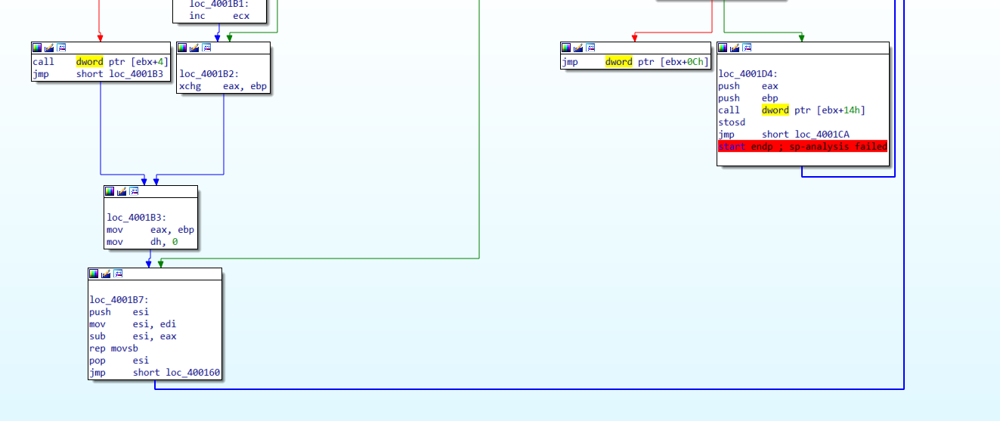 loc_4001B1:
inc ecx
call dword ptr [ebx+4]
jmp short loc_4001B3
loc_4001B2:
xchg eax, ebp
jmp dword ptr [ebx+0Ch]
loc_4001D4:
push eax
push ebp
call dword ptr [ebx+14h]
stosd
jmp short loc_4001CA
start endp ; sp-analysis failed
loc_4001B3:
mov eax, ebp
mov dh, 0
loc_4001B7:
push esi
mov esi, edi
sub esi, eax
rep movsb
pop esi
jmp short loc_400160